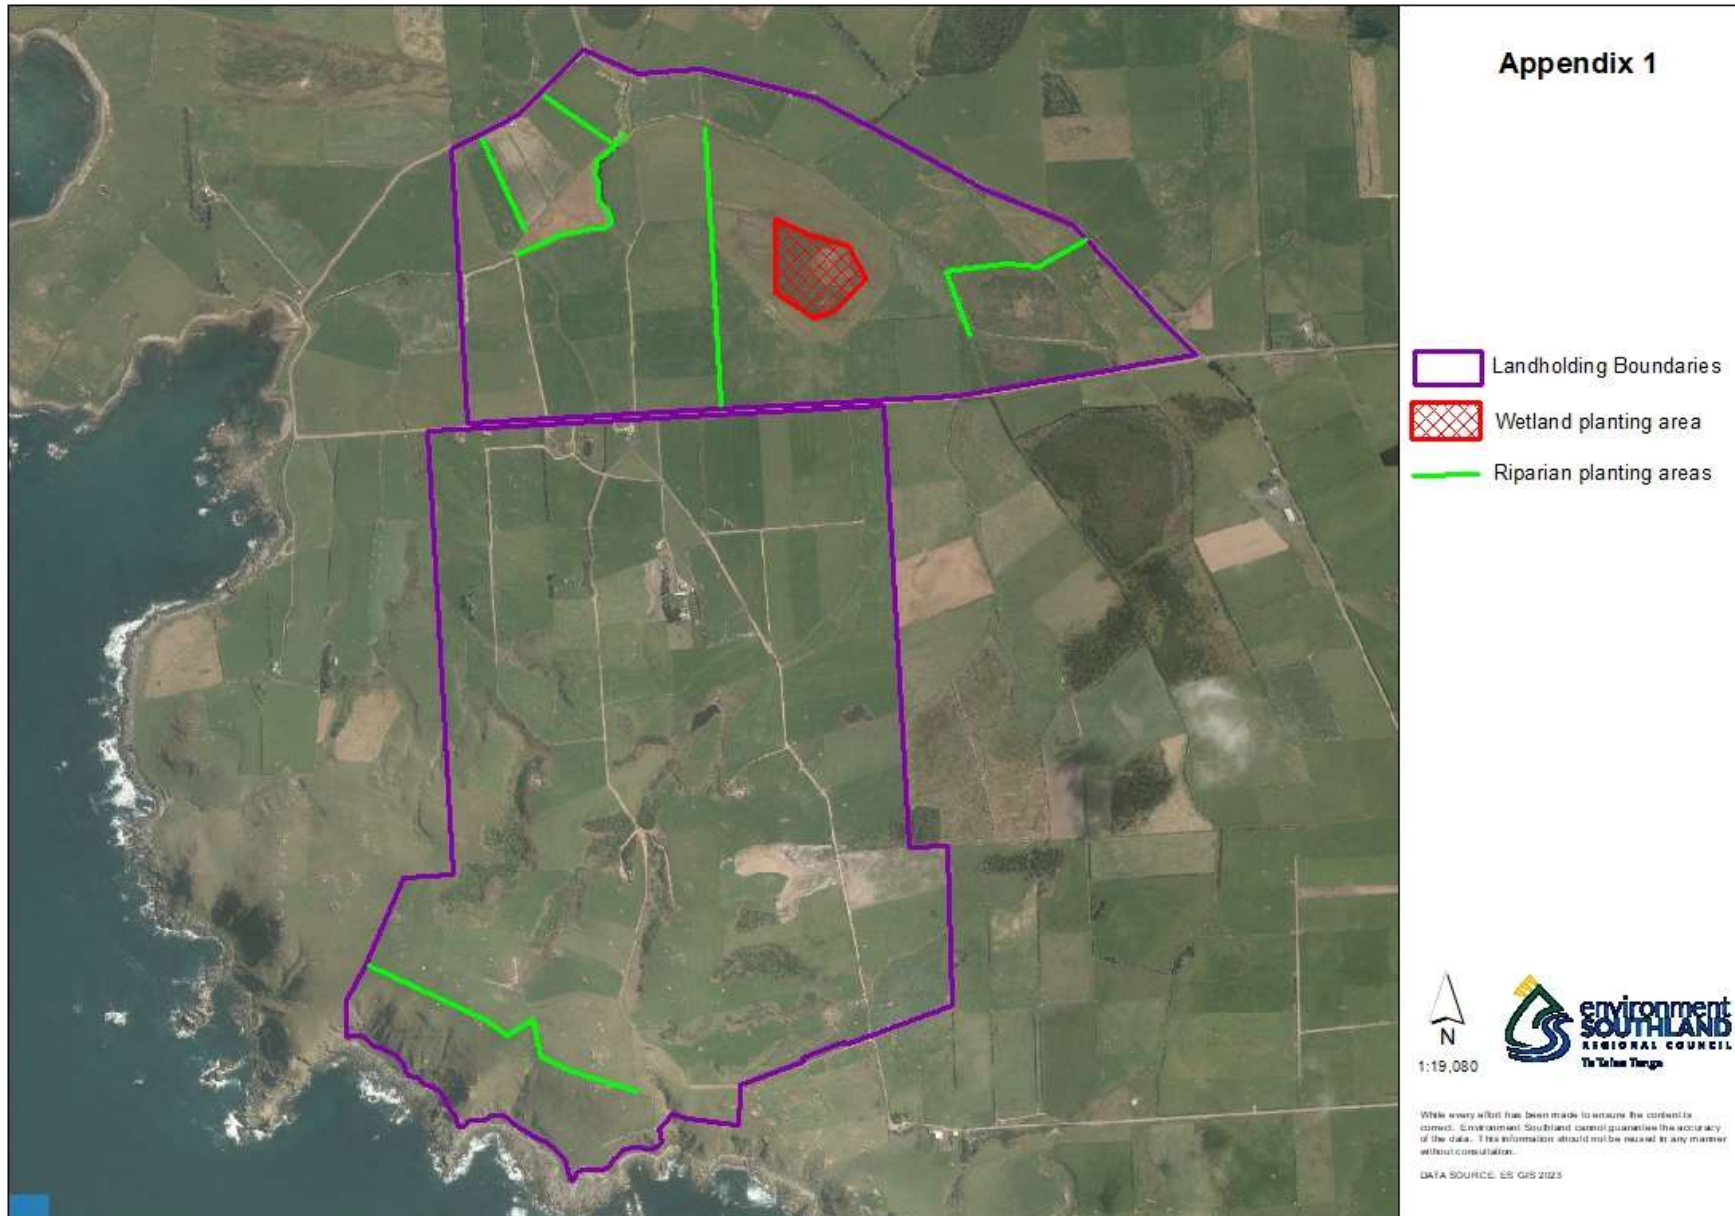 Appendix 1
Landholding Boundaries
Wetland planting area
Riparian planting areas
N
1:19,080
environment
SOUTHLAND
REGIONAL COUNCIL
Te Taiao Tonga
While every effort has been made to ensure the content is
correct. Environment Southland cannot guarantee the accuracy
of the data. This information should not be reused in any manner
without consultation.
DATA SOURCE: ES GIS 2023